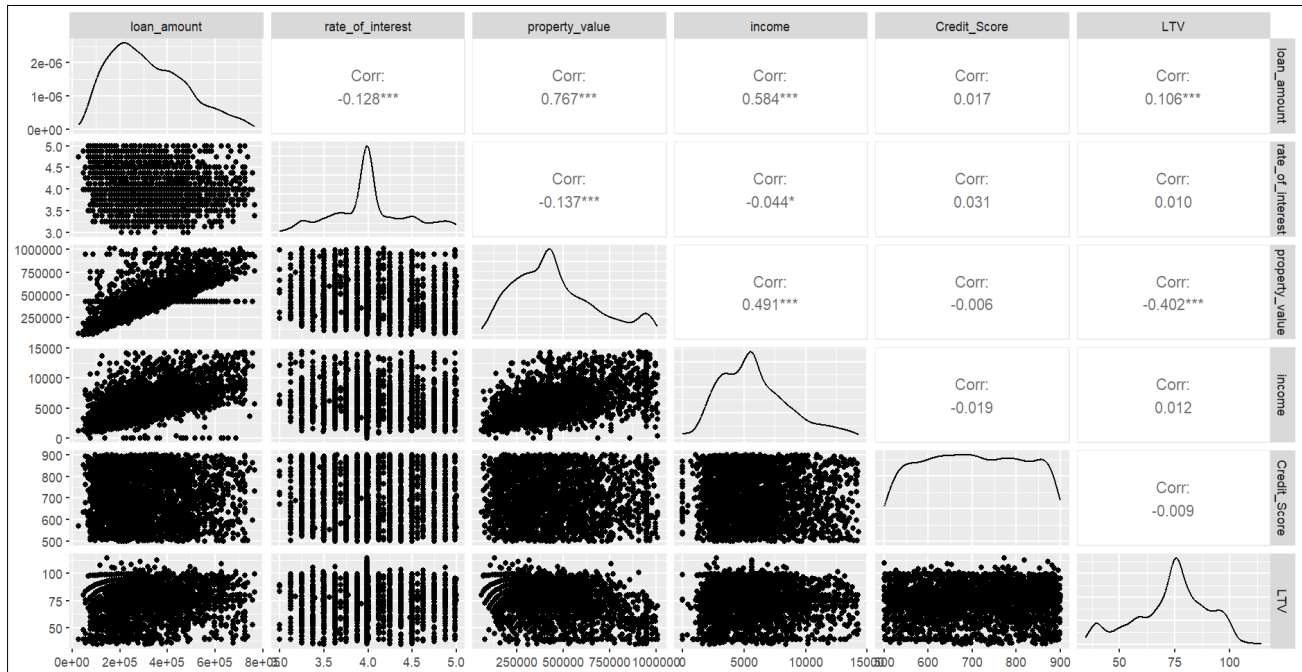 loan_amount rate_of_interest property_value income Credit_Score LTV
2e-06
1e-06
0e+00
Corr:
-0.128***
Corr:
0.767***
Corr:
0.584***
Corr:
0.017
Corr:
0.106***
loan_amount
5.0
4.5
4.0
3.5
3.0
Corr:
-0.137***
Corr:
-0.044*
Corr:
0.031
Corr:
0.010
rate_of_interest
1000000
750000
500000
250000
Corr:
0.491***
Corr:
-0.006
Corr:
-0.402***
property_value
15000
10000
5000
0
Corr:
-0.019
Corr:
0.012
income
900
800
700
600
500
Corr:
-0.009
Credit_Score
100
75
50
LTV
0e+00 2e+05 4e+05 6e+05 8e+05
3.0 3.5 4.0 4.5 5.0
250000 500000 750000 1000000
0 5000 10000 15000
500 600 700 800 900
50 75 100